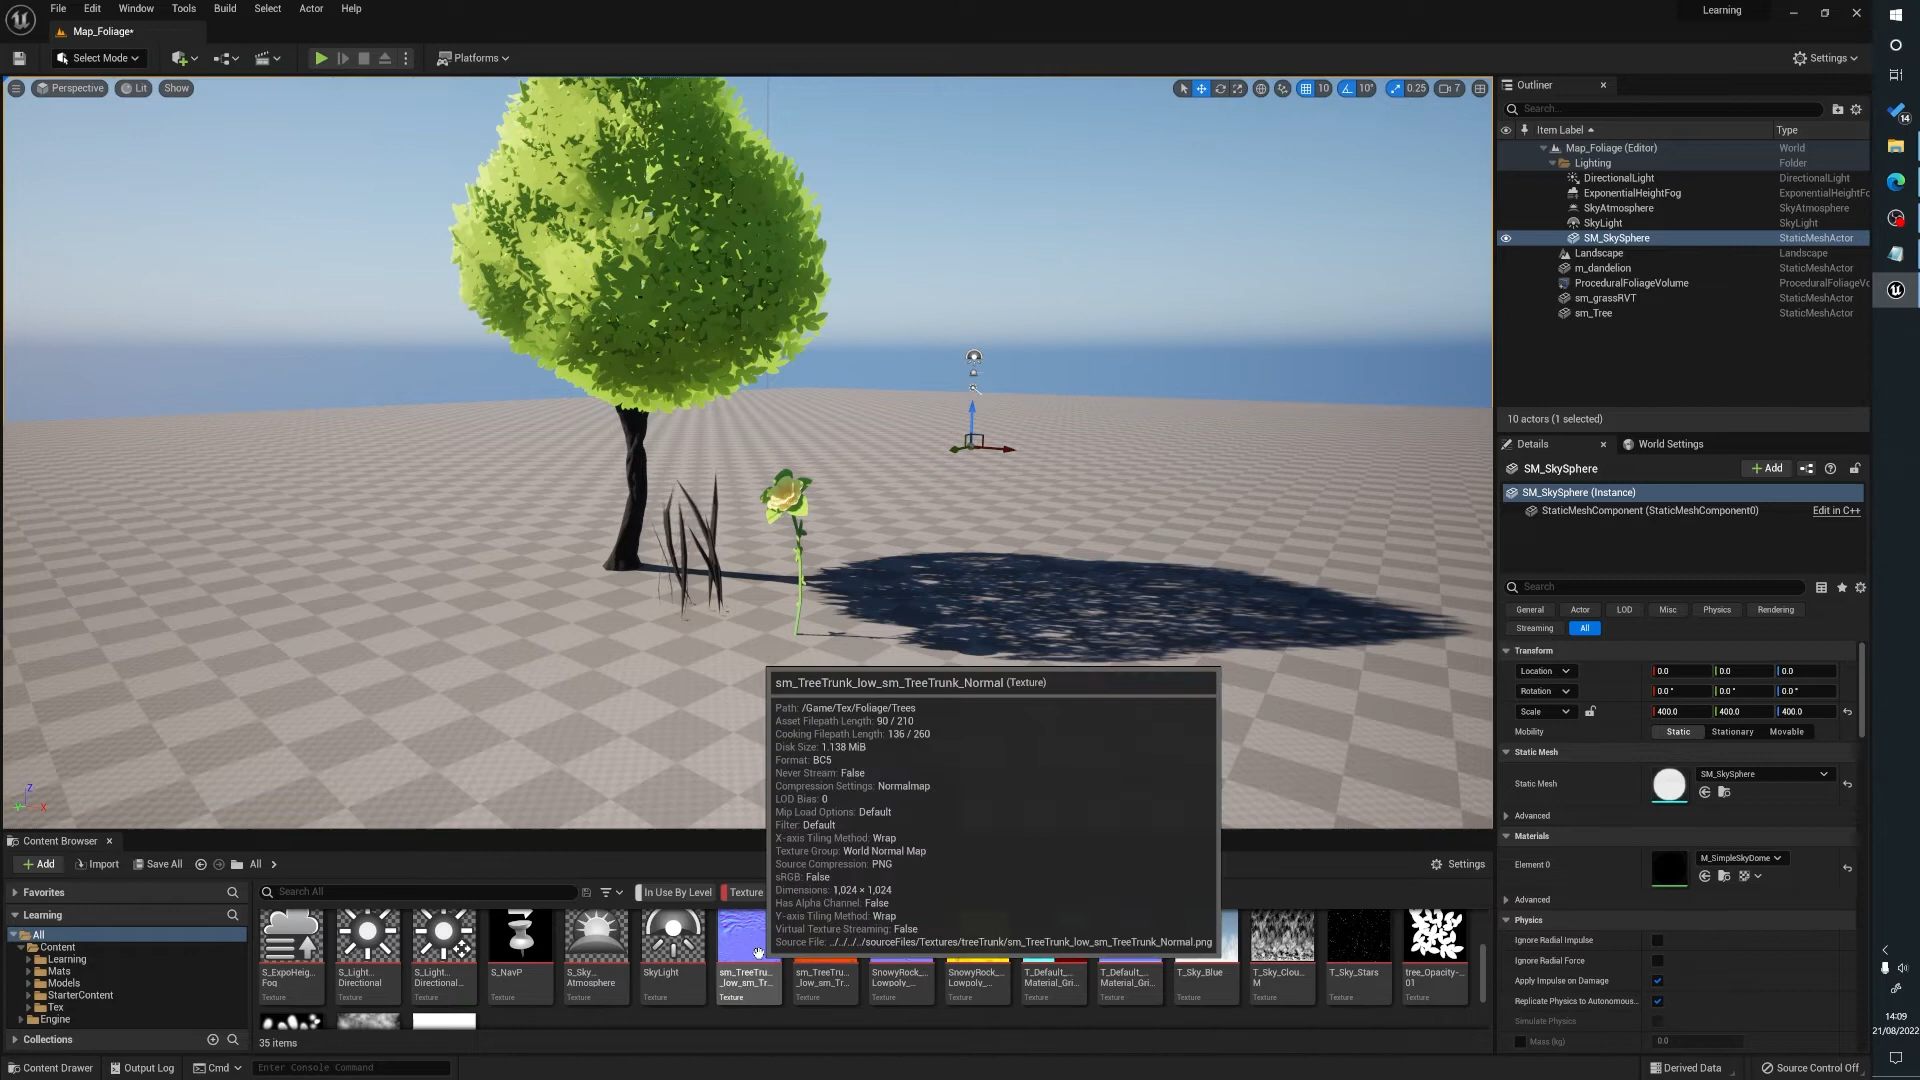 File Edit Window Tools Build Select Actor Help
Learning
Map_Foliage*
Select Mode
Platforms
Settings
Perspective Lit Show
10 10° 0.25 7
Outliner
Search...
Item Label Type
Map_Foliage (Editor) World
Lighting Folder
DirectionalLight DirectionalLight
ExponentialHeightFog ExponentialHeightFo
SkyAtmosphere SkyAtmosphere
SkyLight SkyLight
SM_SkySphere StaticMeshActor
Landscape Landscape
m_dandelion StaticMeshActor
ProceduralFoliageVolume ProceduralFoliageVo
sm_grassRVT StaticMeshActor
sm_Tree StaticMeshActor
10 actors (1 selected)
Details World Settings
SM_SkySphere
Add
SM_SkySphere (Instance)
StaticMeshComponent (StaticMeshComponent0) Edit in C++
Search
General Actor LOD Misc Physics Rendering
Streaming All
Transform
Location 0.0 0.0 0.0
Rotation 0.0° 0.0° 0.0°
Scale 400.0 400.0 400.0
Mobility Static Stationary Movable
Static Mesh
Static Mesh SM_SkySphere
Advanced
Materials
Element 0 M_SimpleSkyDome
Advanced
Physics
Ignore Radial Impulse
Ignore Radial Force
Apply Impulse on Damage
Replicate Physics to Autonomous...
Simulate Physics
Mass (kg) 0.0
Z
X
sm_TreeTrunk_low_sm_TreeTrunk_Normal (Texture)
Path: /Game/Tex/Foliage/Trees
Asset Filepath Length: 90 / 210
Cooking Filepath Length: 136 / 260
Disk Size: 1.138 MiB
Format: BC5
Never Stream: False
Compression Settings: Normalmap
LOD Bias: 0
Mip Load Options: Default
Filter: Default
X-axis Tiling Method: Wrap
Texture Group: World Normal Map
Source Compression: PNG
sRGB: False
Dimensions: 1,024 × 1,024
Has Alpha Channel: False
Y-axis Tiling Method: Wrap
Virtual Texture Streaming: False
Source File: ../../../../sourceFiles/Textures/treeTrunk/sm_TreeTrunk_low_sm_TreeTrunk_Normal.png
Content Browser
Add Import Save All All
Settings
Favorites
Learning
All
Content
Learning
Mats
Models
StarterContent
Tex
Engine
Collections
Search All
In Use By Level Texture
S_ExpoHeig...
Fog
Texture
S_Light...
Directional
Texture
S_Light...
Directional...
Texture
S_NavP
Texture
S_Sky...
Atmosphere
Texture
SkyLight
Texture
sm_TreeTru...
_low_sm_Tr...
Texture
sm_TreeTru...
_low_sm_Tr...
Texture
SnowyRock_...
Lowpoly_...
Texture
SnowyRock_...
Lowpoly_...
Texture
T_Default_...
Material_Gri...
Texture
T_Default_...
Material_Gri...
Texture
T_Sky_Blue
Texture
T_Sky_Clou...
M
Texture
T_Sky_Stars
Texture
tree_Opacity-...
01
Texture
35 items
Content Drawer Output Log Cmd Enter Console Command
Derived Data Source Control Off
14
14:09
21/08/2022